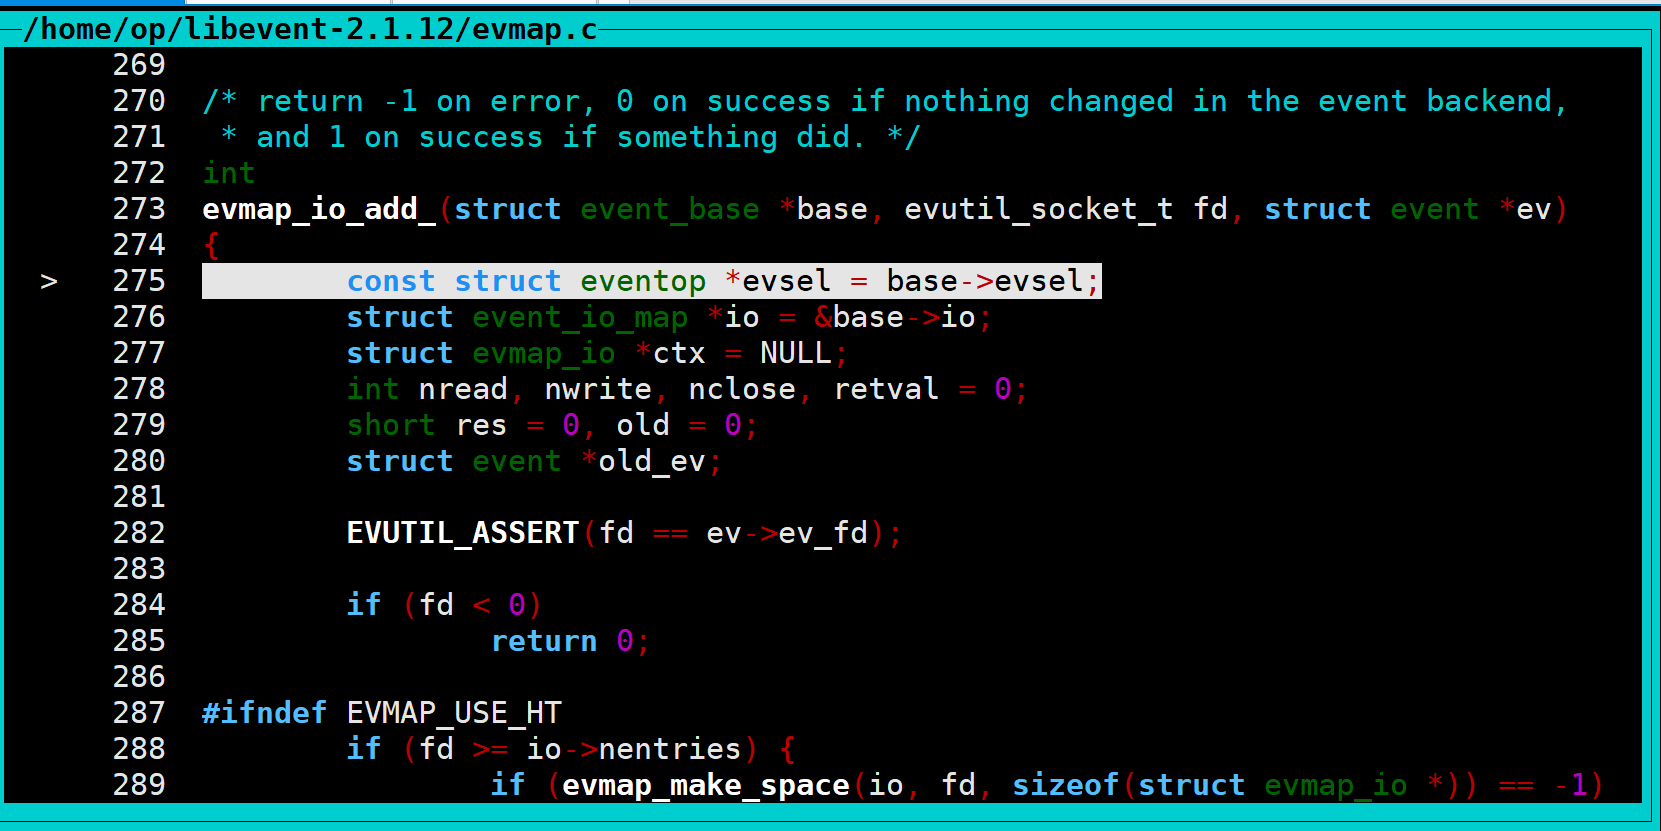 /home/op/libevent-2.1.12/evmap.c
269
270 /* return -1 on error, 0 on success if nothing changed in the event backend,
271  * and 1 on success if something did. */
272 int
273 evmap_io_add_(struct event_base *base, evutil_socket_t fd, struct event *ev)
274 {
> 275         const struct eventop *evsel = base->evsel;
276         struct event_io_map *io = &base->io;
277         struct evmap_io *ctx = NULL;
278         int nread, nwrite, nclose, retval = 0;
279         short res = 0, old = 0;
280         struct event *old_ev;
281
282         EVUTIL_ASSERT(fd == ev->ev_fd);
283
284         if (fd < 0)
285                 return 0;
286
287 #ifndef EVMAP_USE_HT
288         if (fd >= io->nentries) {
289                 if (evmap_make_space(io, fd, sizeof(struct evmap_io *)) == -1)